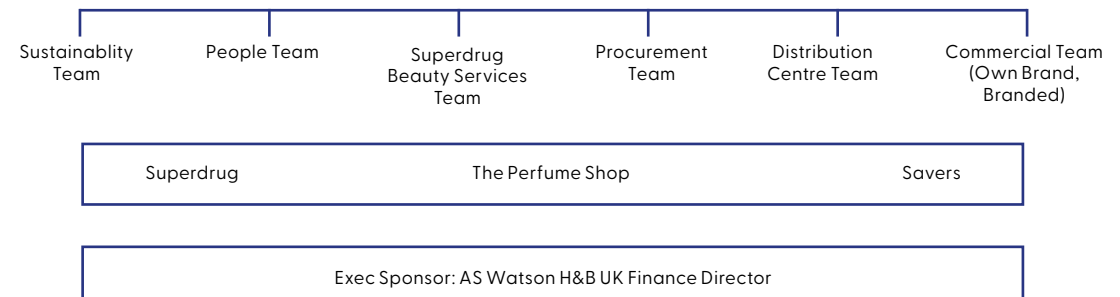 Sustainablity
Team
People Team
Superdrug
Beauty Services
Team
Procurement
Team
Distribution
Centre Team
Commercial Team
(Own Brand,
Branded)
Superdrug
The Perfume Shop
Savers
Exec Sponsor: AS Watson H&B UK Finance Director